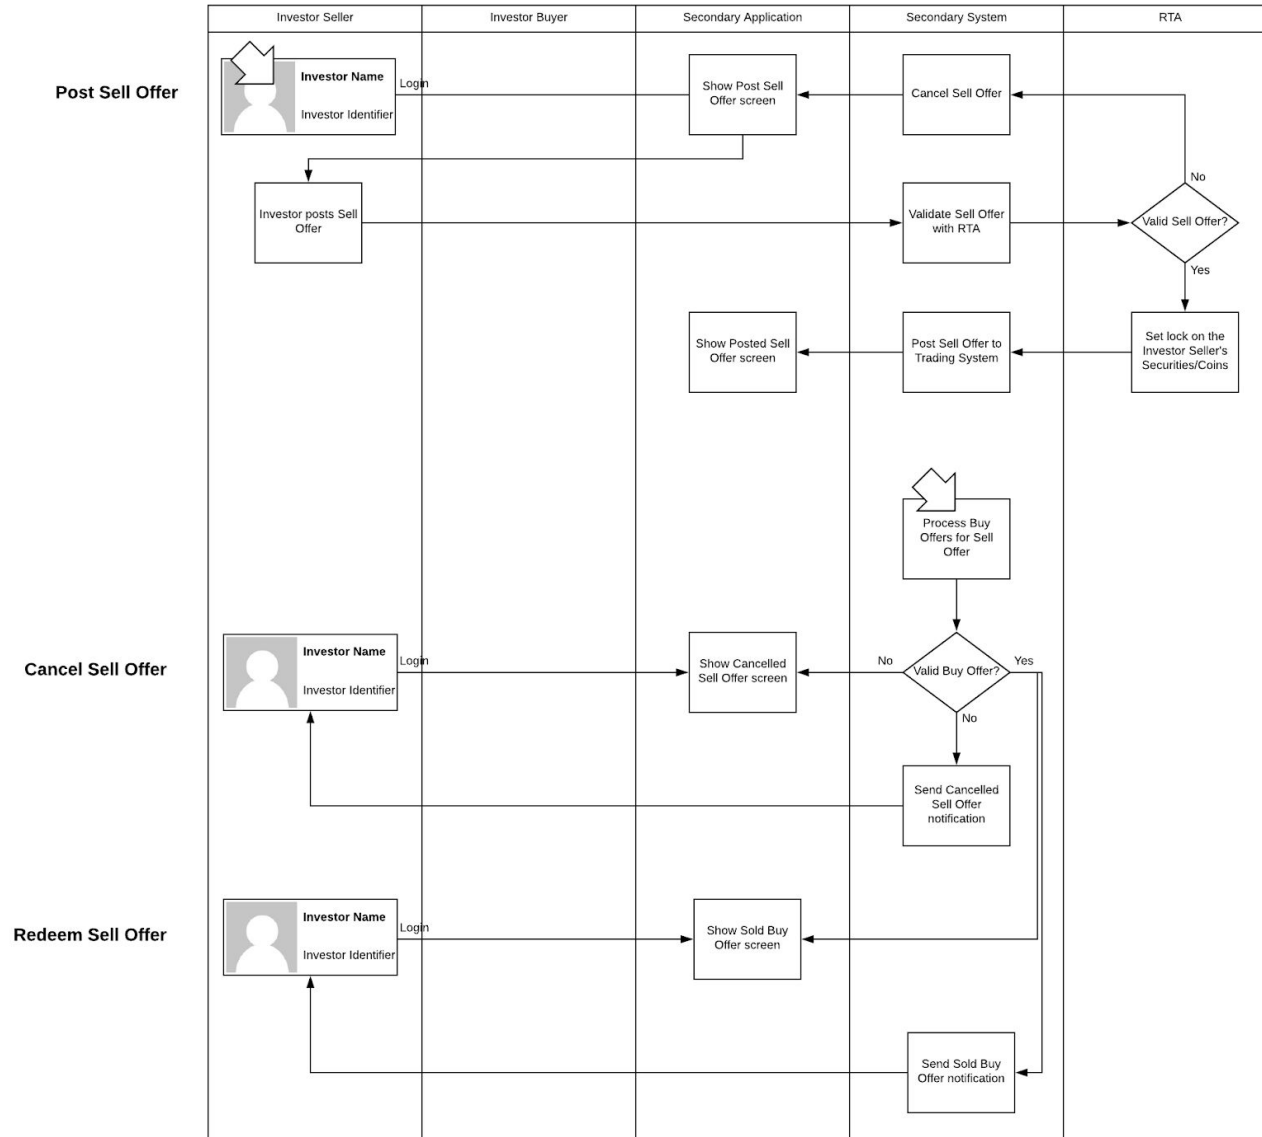 Investor Seller
Investor Buyer
Secondary Application
Secondary System
RTA
Post Sell Offer
Investor Name
Investor Identifier
Login
Show Post Sell
Offer screen
Cancel Sell Offer
No
Investor posts Sell
Offer
Validate Sell Offer
with RTA
Valid Sell Offer?
Yes
Show Posted Sell
Offer screen
Post Sell Offer to
Trading System
Set lock on the
Investor Seller's
Securities/Coins
Process Buy
Offers for Sell
Offer
Cancel Sell Offer
Investor Name
Investor Identifier
Login
Show Cancelled
Sell Offer screen
No
Valid Buy Offer?
Yes
No
Send Cancelled
Sell Offer
notification
Redeem Sell Offer
Investor Name
Investor Identifier
Login
Show Sold Buy
Offer screen
Send Sold Buy
Offer notification